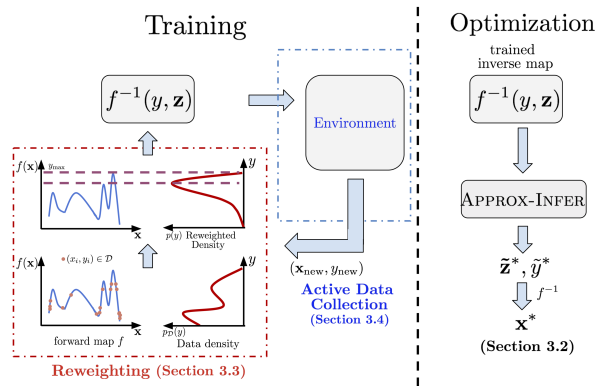 Training
Optimization
trained
inverse map
f⁻¹(y, z)
f⁻¹(y, z)
Environment
f(x)
y_max
y
x
p(y) Reweighted
Density
APPROX-INFER
(x_new, y_new)
f(x)
(x_i, y_i) ∈ D
y
x
forward map f
p_D(y)
Data density
Active Data
Collection
(Section 3.4)
z̃*, ỹ*
f⁻¹
x*
(Section 3.2)
Reweighting (Section 3.3)